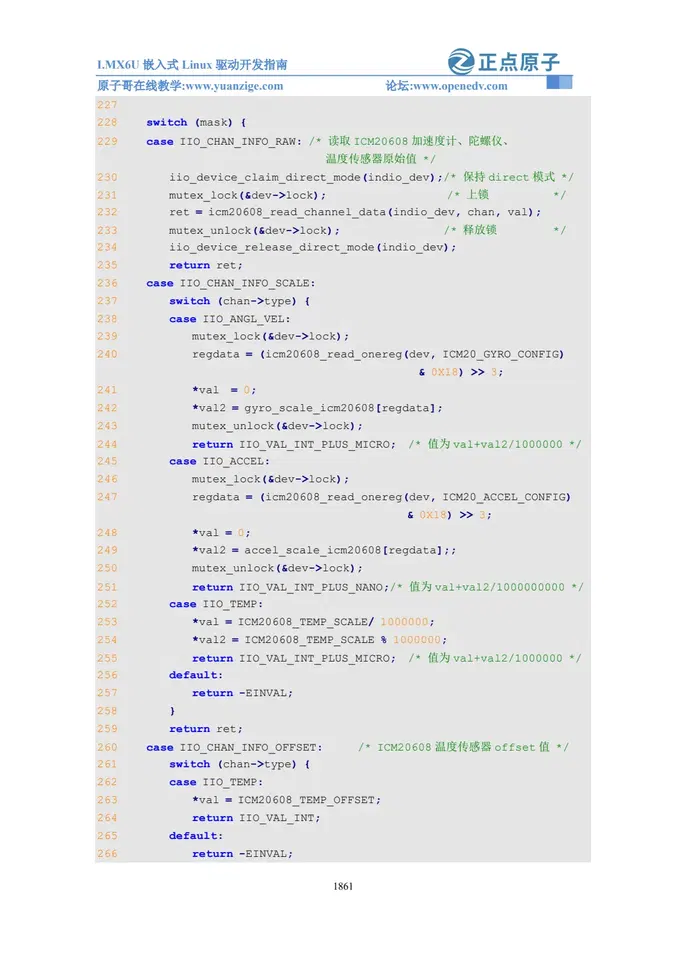 I.MX6U 嵌入式 Linux 驱动开发指南
正点原子
原子哥在线教学:www.yuanzige.com 论坛:www.openedv.com
227
228 switch (mask) {
229 case IIO_CHAN_INFO_RAW: /* 读取 ICM20608 加速度计、陀螺仪、
温度传感器原始值 */
230 iio_device_claim_direct_mode(indio_dev);/* 保持 direct 模式 */
231 mutex_lock(&dev->lock); /* 上锁 */
232 ret = icm20608_read_channel_data(indio_dev, chan, val);
233 mutex_unlock(&dev->lock); /* 释放锁 */
234 iio_device_release_direct_mode(indio_dev);
235 return ret;
236 case IIO_CHAN_INFO_SCALE:
237 switch (chan->type) {
238 case IIO_ANGL_VEL:
239 mutex_lock(&dev->lock);
240 regdata = (icm20608_read_onereg(dev, ICM20_GYRO_CONFIG)
& 0X18) >> 3;
241 *val = 0;
242 *val2 = gyro_scale_icm20608[regdata];
243 mutex_unlock(&dev->lock);
244 return IIO_VAL_INT_PLUS_MICRO; /* 值为 val+val2/1000000 */
245 case IIO_ACCEL:
246 mutex_lock(&dev->lock);
247 regdata = (icm20608_read_onereg(dev, ICM20_ACCEL_CONFIG)
& 0X18) >> 3;
248 *val = 0;
249 *val2 = accel_scale_icm20608[regdata];;
250 mutex_unlock(&dev->lock);
251 return IIO_VAL_INT_PLUS_NANO;/* 值为 val+val2/1000000000 */
252 case IIO_TEMP:
253 *val = ICM20608_TEMP_SCALE/ 1000000;
254 *val2 = ICM20608_TEMP_SCALE % 1000000;
255 return IIO_VAL_INT_PLUS_MICRO; /* 值为 val+val2/1000000 */
256 default:
257 return -EINVAL;
258 }
259 return ret;
260 case IIO_CHAN_INFO_OFFSET: /* ICM20608 温度传感器 offset 值 */
261 switch (chan->type) {
262 case IIO_TEMP:
263 *val = ICM20608_TEMP_OFFSET;
264 return IIO_VAL_INT;
265 default:
266 return -EINVAL;
1861